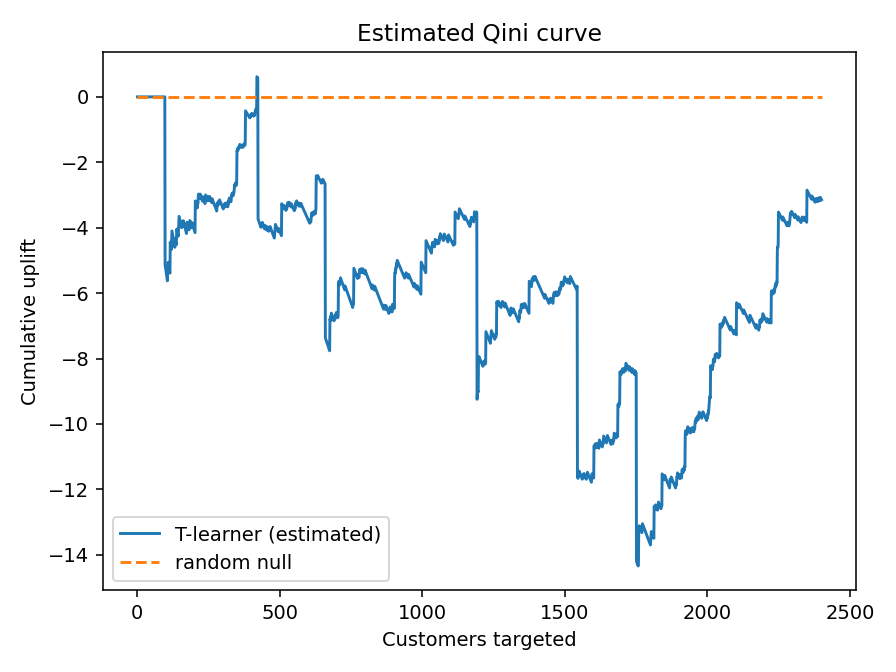 Estimated Qini curve
Cumulative uplift
0
−2
−4
−6
−8
−10
−12
−14
T-learner (estimated)
random null
0
500
1000
1500
2000
2500
Customers targeted